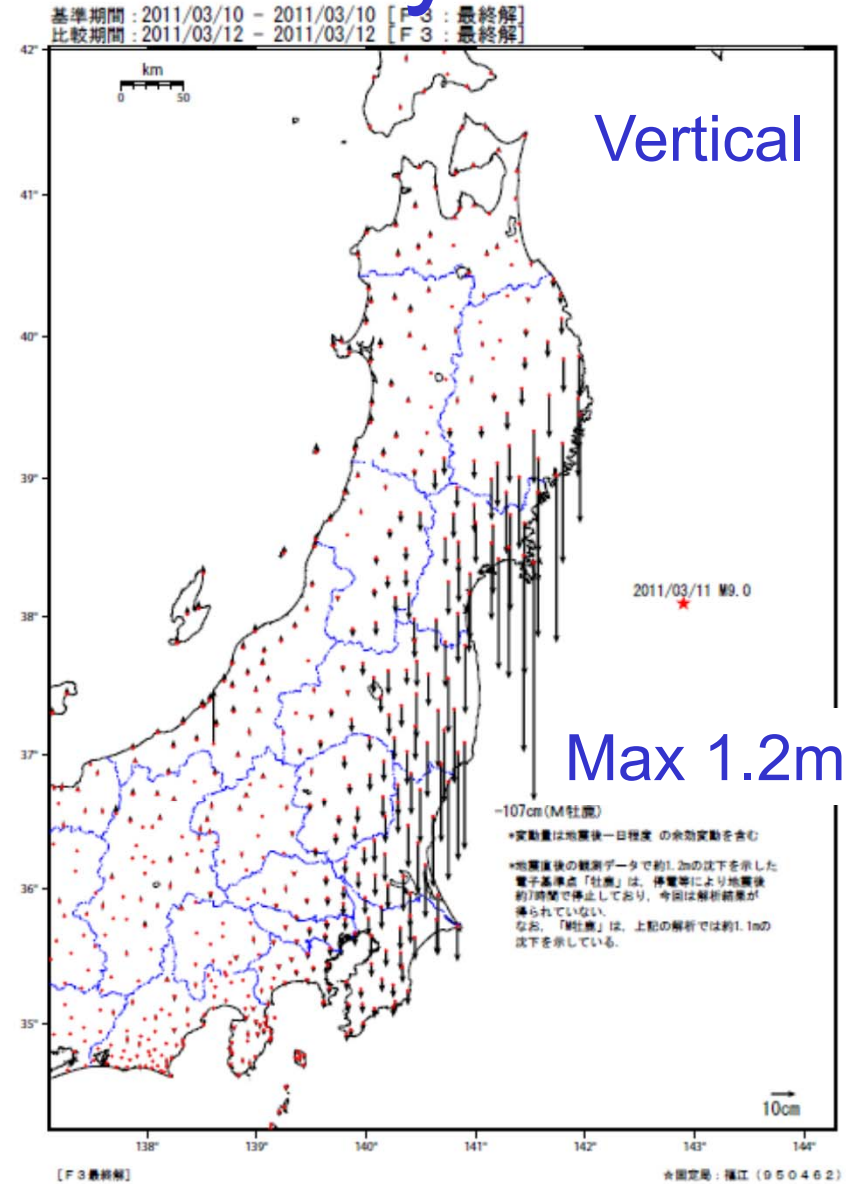 y
基準期間：2011/03/10 - 2011/03/10［F3：最終解］
比較期間：2011/03/12 - 2011/03/12［F3：最終解］
42°
km
0 50
Vertical
41°
40°
39°
2011/03/11 M9.0
38°
37°
Max 1.2m
-107cm(M牡鹿)
*変動量は地震後一日程度 の余効変動を含む
*地震直後の観測データで約1.2mの沈下を示した
電子基準点「牡鹿」は、停電等により地震後
約7時間で停止しており、今回は解析結果が
得られていない.
なお、「M牡鹿」は、上記の解析では約1.1mの
沈下を示している.
36°
35°
10cm
138° 139° 140° 141° 142° 143° 144°
［F3最終解］
☆固定局：福江（950462）